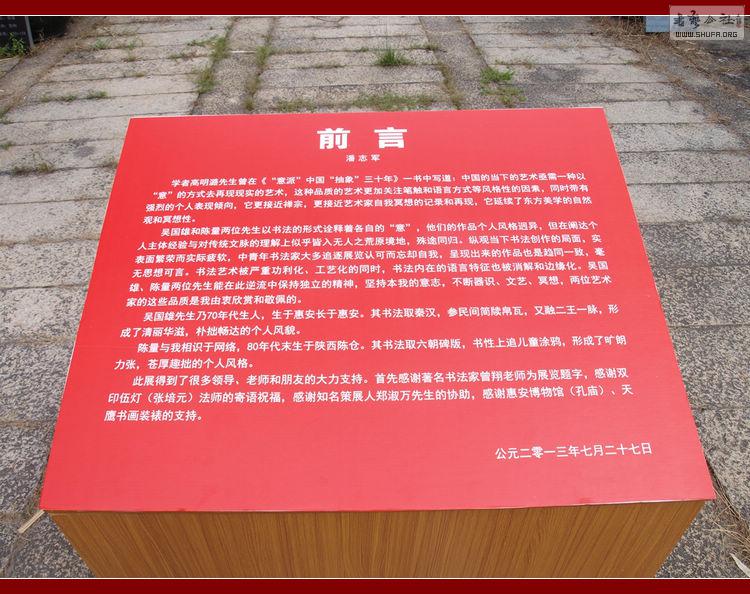 书艺公社
WWW.SHUFA.ORG
前 言
潘志军
学者高明潞先生曾在《“意派”中国“抽象”三十年》一书中写道：中国的当下的艺术亟需一种以
“意”的方式去再现现实的艺术，这种品质的艺术更加关注笔触和语言方式等风格性的因素，同时带有
强烈的个人表现倾向，它更接近禅宗，更接近艺术家自我冥想的记录和再现，它延续了东方美学的自然
观和冥想性。
吴国雄和陈量两位先生以书法的形式诠释着各自的“意”，他们的作品个人风格迥异，但在阐达个
人主体经验与对传统文脉的理解上似乎皆入无人之荒原境地，殊途同归。纵观当下书法创作的局面，实
表面繁荣而实际疲软，中青年书法家大多追逐展览认可而忘却自我，呈现出来的作品也是趋同一致、毫
无思想可言。书法艺术被严重功利化、工艺化的同时，书法内在的语言特征也被消解和边缘化。吴国
雄、陈量两位先生能在此逆流中保持独立的精神，坚持本我的意志，不断器识、文艺、冥想，两位艺术
家的这些品质是我由衷欣赏和敬佩的。
吴国雄先生乃70年代生人，生于惠安长于惠安。其书法取秦汉，参民间简牍帛瓦，又融二王一脉，形
成了清丽华滋，朴拙畅达的个人风貌。
陈量与我相识于网络，80年代末生于陕西陈仓。其书法取六朝碑版，书性上追儿童涂鸦，形成了旷朗
力张，苍厚趣拙的个人风格。
此展得到了很多领导、老师和朋友的大力支持。首先感谢著名书法家曾翔老师为展览题字，感谢双
印伍灯（张培元）法师的寄语祝福，感谢知名策展人郑淑万先生的协助，感谢惠安博物馆（孔庙）、天
鹰书画装裱的支持。
公元二零一三年七月二十七日